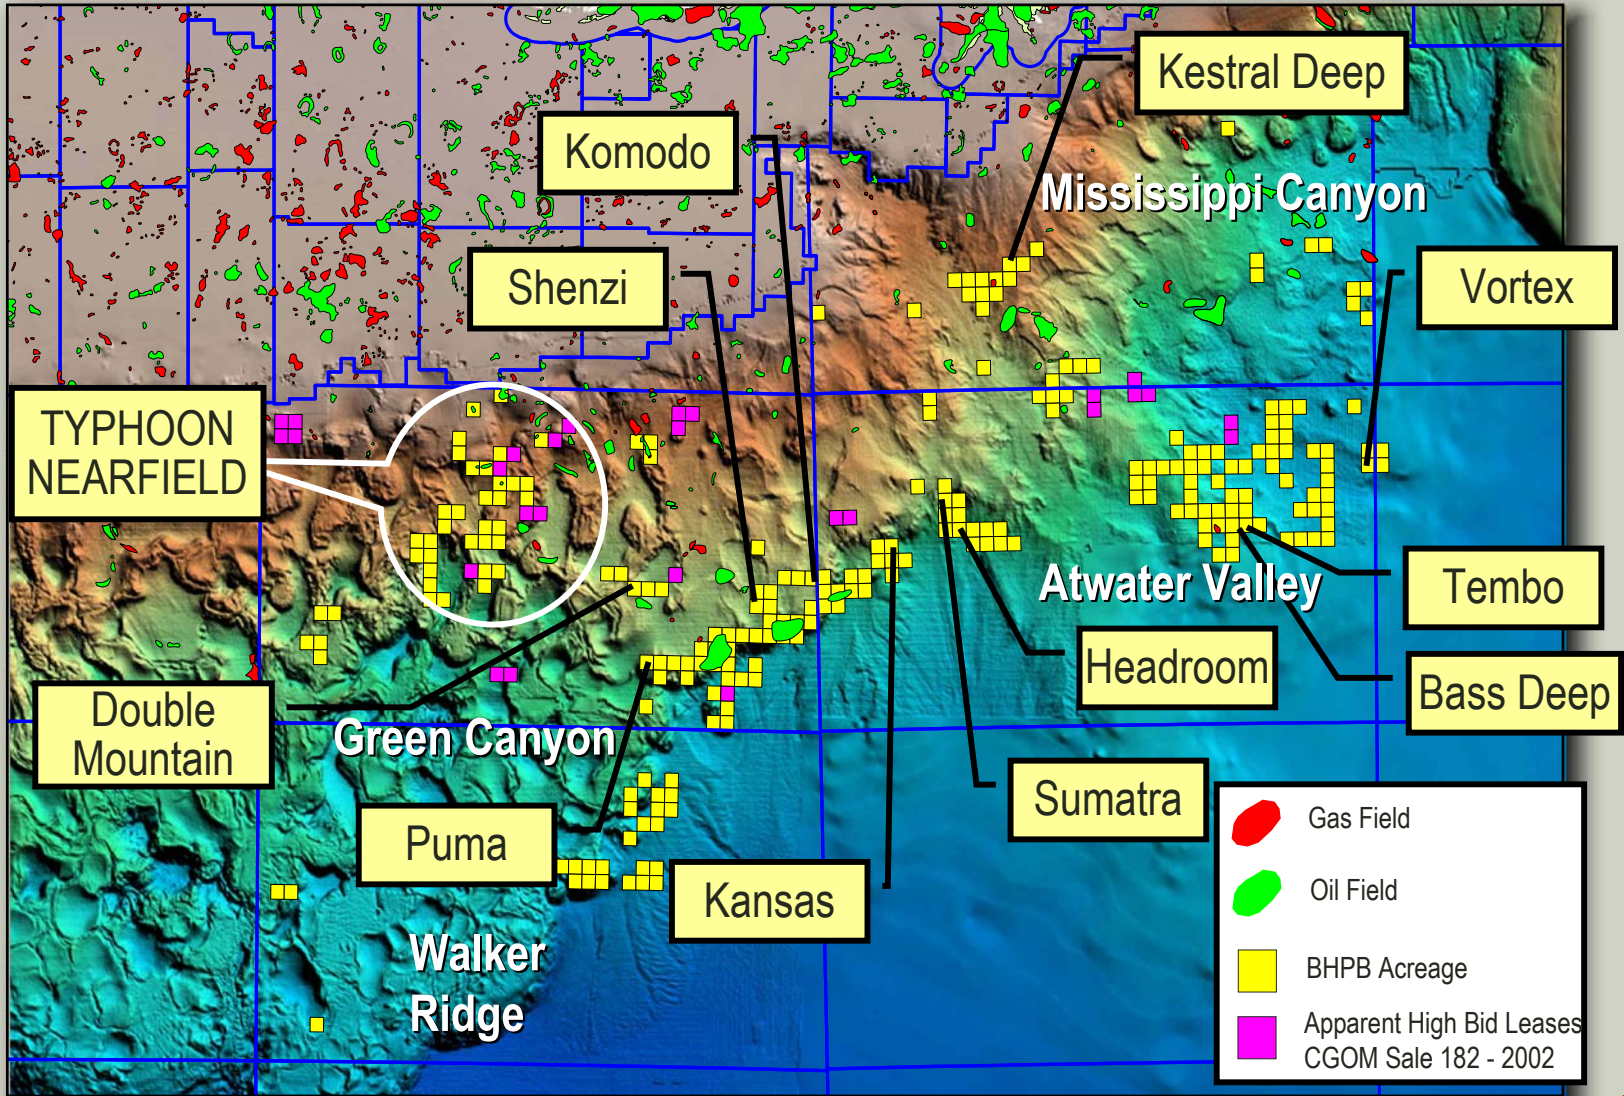 Kestral Deep
Komodo
Mississippi Canyon
Shenzi
Vortex
TYPHOON
NEARFIELD
Atwater Valley
Tembo
Headroom
Bass Deep
Double
Mountain
Green Canyon
Sumatra
Puma
Kansas
Walker
Ridge
Gas Field
Oil Field
BHPB Acreage
Apparent High Bid Leases
CGOM Sale 182 - 2002